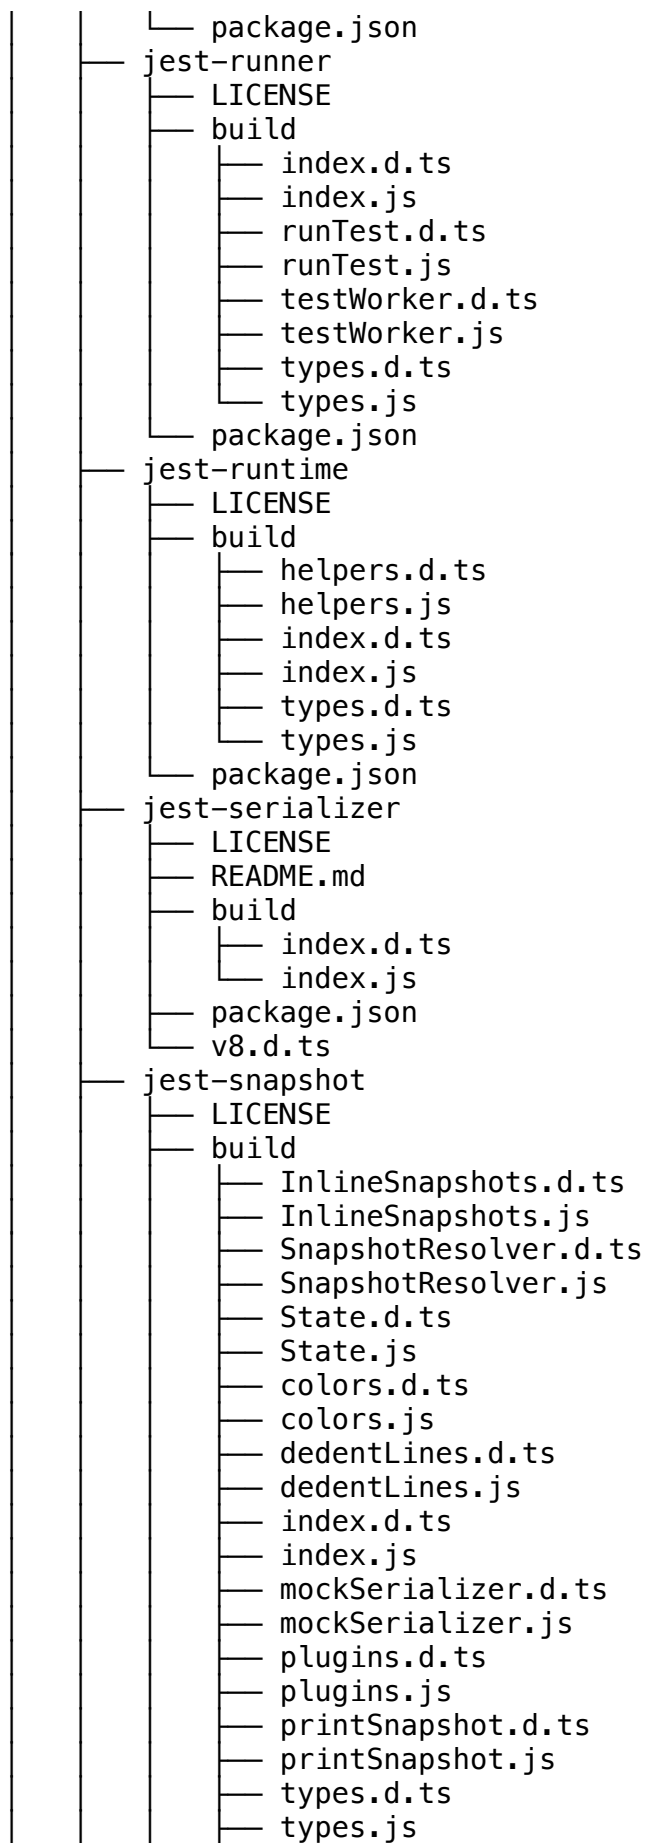 │   │   └── package.json
│   ├── jest-runner
│   │   ├── LICENSE
│   │   ├── build
│   │   │   ├── index.d.ts
│   │   │   ├── index.js
│   │   │   ├── runTest.d.ts
│   │   │   ├── runTest.js
│   │   │   ├── testWorker.d.ts
│   │   │   ├── testWorker.js
│   │   │   ├── types.d.ts
│   │   │   └── types.js
│   │   └── package.json
│   ├── jest-runtime
│   │   ├── LICENSE
│   │   ├── build
│   │   │   ├── helpers.d.ts
│   │   │   ├── helpers.js
│   │   │   ├── index.d.ts
│   │   │   ├── index.js
│   │   │   ├── types.d.ts
│   │   │   └── types.js
│   │   └── package.json
│   ├── jest-serializer
│   │   ├── LICENSE
│   │   ├── README.md
│   │   ├── build
│   │   │   ├── index.d.ts
│   │   │   └── index.js
│   │   ├── package.json
│   │   └── v8.d.ts
│   ├── jest-snapshot
│   │   ├── LICENSE
│   │   ├── build
│   │   │   ├── InlineSnapshots.d.ts
│   │   │   ├── InlineSnapshots.js
│   │   │   ├── SnapshotResolver.d.ts
│   │   │   ├── SnapshotResolver.js
│   │   │   ├── State.d.ts
│   │   │   ├── State.js
│   │   │   ├── colors.d.ts
│   │   │   ├── colors.js
│   │   │   ├── dedentLines.d.ts
│   │   │   ├── dedentLines.js
│   │   │   ├── index.d.ts
│   │   │   ├── index.js
│   │   │   ├── mockSerializer.d.ts
│   │   │   ├── mockSerializer.js
│   │   │   ├── plugins.d.ts
│   │   │   ├── plugins.js
│   │   │   ├── printSnapshot.d.ts
│   │   │   ├── printSnapshot.js
│   │   │   ├── types.d.ts
│   │   │   ├── types.js